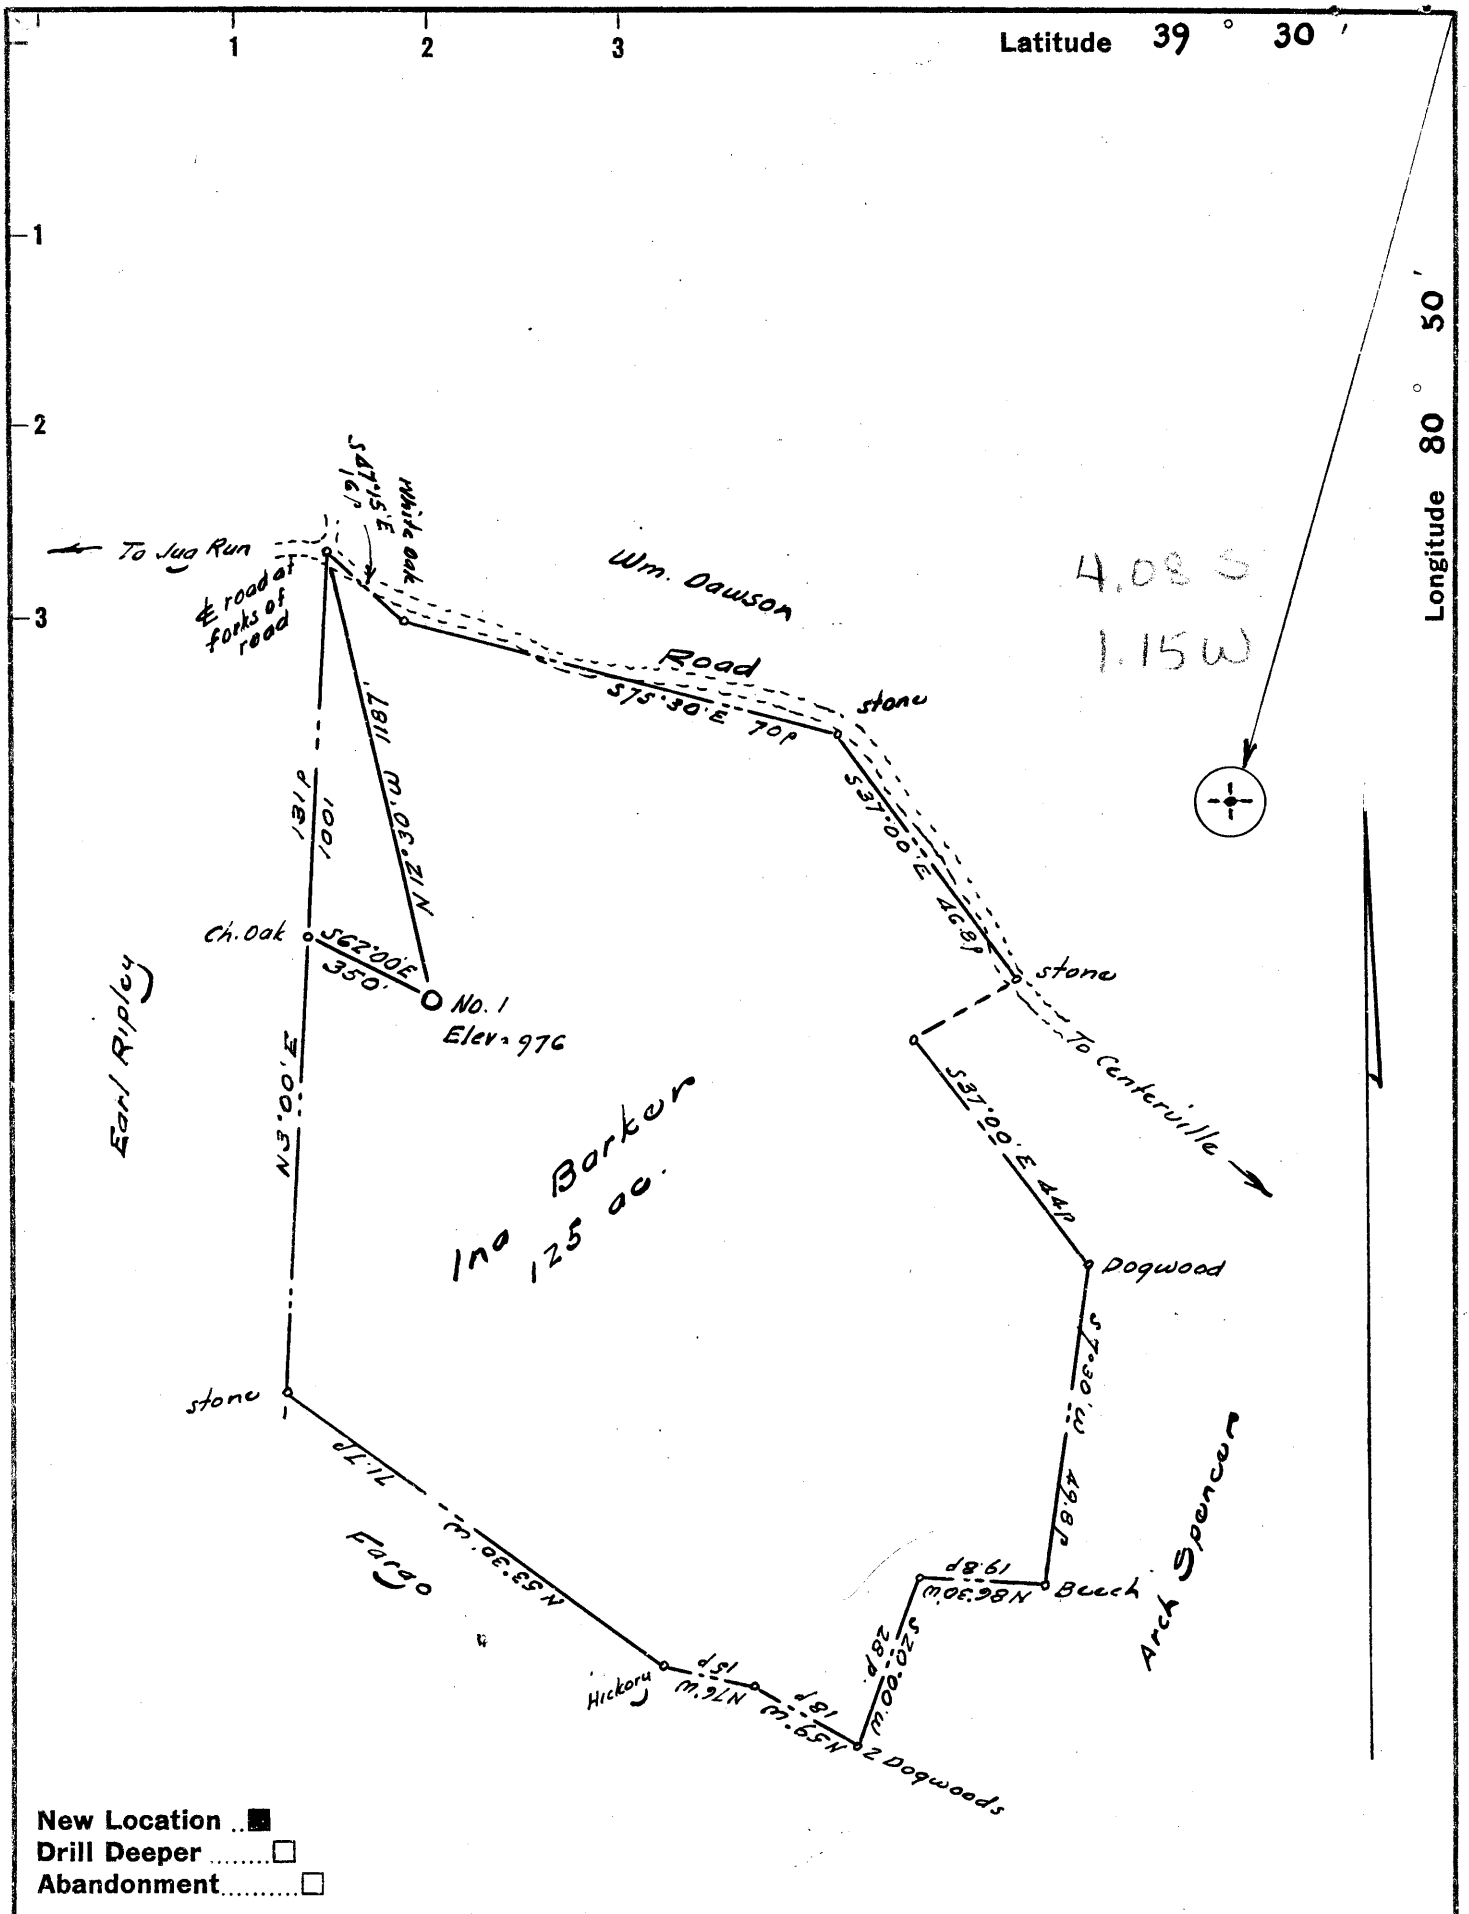 1 2 3
Latitude 39° 30'
1
2
3
Longitude 80° 50'
S47°15'E
16P
White Oak
To Jug Run
℄ road at
forks of
road
Wm. Dawson
4.08 S
1.15 W
Road
S75°30'E 70P
stone
S37°00'E 46.8P
stone
To Centerville
131P
1001
N12°30'W 1187'
Ch. Oak
S62°00'E
350'
No. 1
Elev = 976
Earl Ripley
N3°00'E
Ina Barker
125 ac.
S37°00'E 44P
Dogwood
S7°30'W 49.8P
Arch Spencer
stone
71.7P
N53°30'W
Fargo
Hickory
15P
N76°W
18P
N59°W
2 Dogwoods
S20°00'W
28P.
19.8P
N86°30'W
Beech
New Location ..
Drill Deeper ........
Abandonment ..........